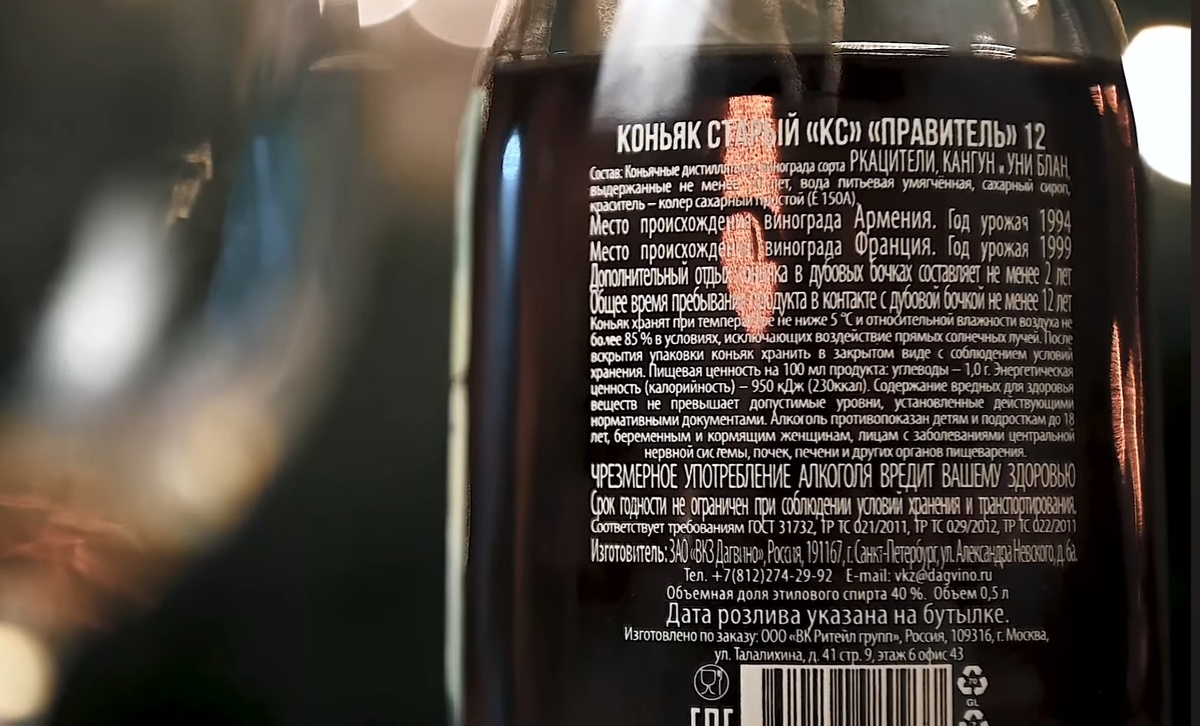 КОНЬЯК СТАРЫЙ «КС» «ПРАВИТЕЛЬ» 12
Состав: Коньячные дистилляты из винограда сорта РКАЦИТЕЛИ, КАНГУН и УНИ БЛАН,
выдержанные не менее лет, вода питьевая умягчённая, сахарный сироп,
краситель – колер сахарный простой (Е 150А).
Место происхождения винограда Армения. Год урожая 1994
Место происхождения винограда Франция. Год урожая 1999
Дополнительный отдых коньяка в дубовых бочках составляет не менее 2 лет
Общее время пребывания продукта в контакте с дубовой бочкой не менее 12 лет
Коньяк хранят при температуре не ниже 5 °С и относительной влажности воздуха не
более 85 % в условиях, исключающих воздействие прямых солнечных лучей. После
вскрытия упаковки коньяк хранить в закрытом виде с соблюдением условий
хранения. Пищевая ценность на 100 мл продукта: углеводы – 1,0 г. Энергетическая
ценность (калорийность) – 950 кДж (230ккал). Содержание вредных для здоровья
веществ не превышает допустимые уровни, установленные действующими
нормативными документами. Алкоголь противопоказан детям и подросткам до 18
лет, беременным и кормящим женщинам, лицам с заболеваниями центральной
нервной системы, почек, печени и других органов пищеварения.
ЧРЕЗМЕРНОЕ УПОТРЕБЛЕНИЕ АЛКОГОЛЯ ВРЕДИТ ВАШЕМУ ЗДОРОВЬЮ
Срок годности не ограничен при соблюдении условий хранения и транспортирования.
Соответствует требованиям ГОСТ 31732, ТР ТС 021/2011, ТР ТС 029/2012, ТР ТС 022/2011
Изготовитель: ЗАО «ВКЗ Дагвино», Россия, 191167, г. Санкт-Петербург, ул. Александра Невского, д. 6а.
Тел. +7(812)274-29-92 E-mail: vkz@dagvino.ru
Объемная доля этилового спирта 40 %. Объем 0,5 л
Дата розлива указана на бутылке.
Изготовлено по заказу: ООО «ВК Ритейл групп», Россия, 109316, г. Москва,
ул. Талалихина, д. 41 стр. 9, этаж 6 офис 43
70
GL